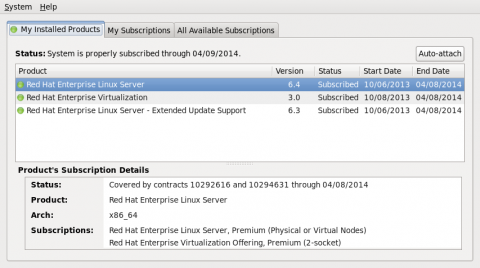 System Help
My Installed Products My Subscriptions All Available Subscriptions
Status: System is properly subscribed through 04/09/2014. Auto-attach
Product Version Status Start Date End Date
Red Hat Enterprise Linux Server 6.4 Subscribed 10/06/2013 04/08/2014
Red Hat Enterprise Virtualization 3.0 Subscribed 10/08/2013 04/08/2014
Red Hat Enterprise Linux Server - Extended Update Support 6.3 Subscribed 10/06/2013 04/08/2014
Product's Subscription Details
Status: Covered by contracts 10292616 and 10294631 through 04/08/2014
Product: Red Hat Enterprise Linux Server
Arch: x86_64
Subscriptions: Red Hat Enterprise Linux Server, Premium (Physical or Virtual Nodes)
Red Hat Enterprise Virtualization Offering, Premium (2-socket)